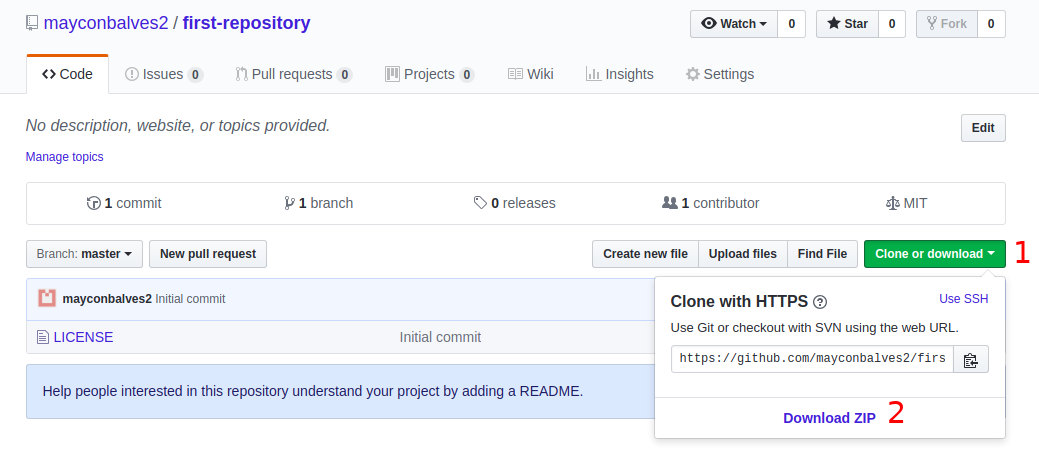 mayconbalves2 / first-repository
Watch 0 Star 0 Fork 0
Code Issues 0 Pull requests 0 Projects 0 Wiki Insights Settings
No description, website, or topics provided.
Edit
Manage topics
1 commit 1 branch 0 releases 1 contributor MIT
Branch: master New pull request Create new file Upload files Find File Clone or download 1
mayconbalves2 Initial commit
LICENSE Initial commit
Help people interested in this repository understand your project by adding a README.
Clone with HTTPS ? Use SSH
Use Git or checkout with SVN using the web URL.
https://github.com/mayconbalves2/firs
Download ZIP 2